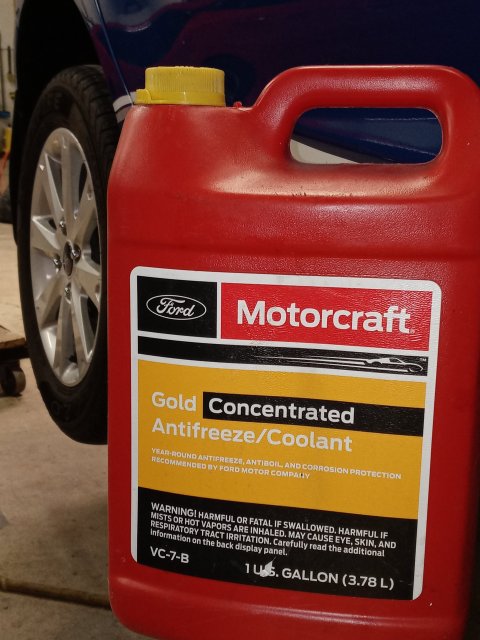 Ford
Motorcraft
Gold Concentrated
Antifreeze/Coolant
YEAR-ROUND ANTIFREEZE, ANTIBOIL, AND CORROSION PROTECTION
RECOMMENDED BY FORD MOTOR COMPANY
WARNING! HARMFUL OR FATAL IF SWALLOWED. HARMFUL IF
MISTS OR HOT VAPORS ARE INHALED. MAY CAUSE EYE, SKIN, AND
RESPIRATORY TRACT IRRITATION. Carefully read the additional
information on the back display panel.
VC-7-B
1 U.S. GALLON (3.78 L)